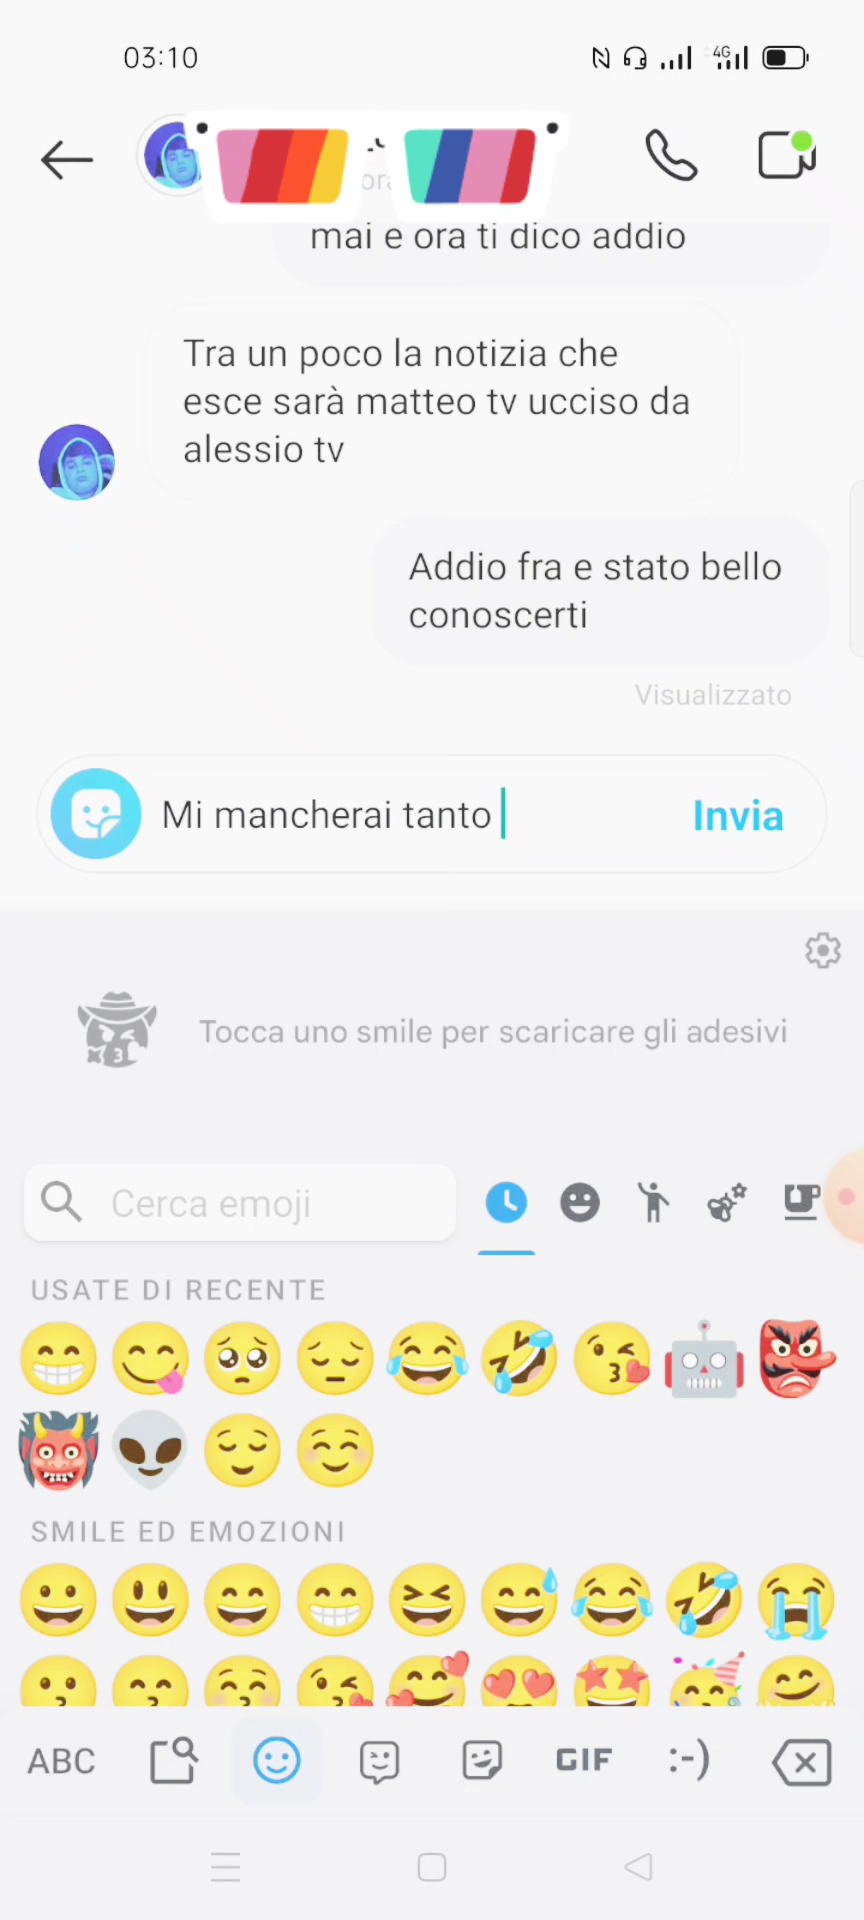 03:10
4G
mai e ora ti dico addio
Tra un poco la notizia che
esce sarà matteo tv ucciso da
alessio tv
Addio fra e stato bello
conoscerti
Visualizzato
Mi mancherai tanto
Invia
Tocca uno smile per scaricare gli adesivi
Cerca emoji
USATE DI RECENTE
SMILE ED EMOZIONI
ABC
GIF
:-)